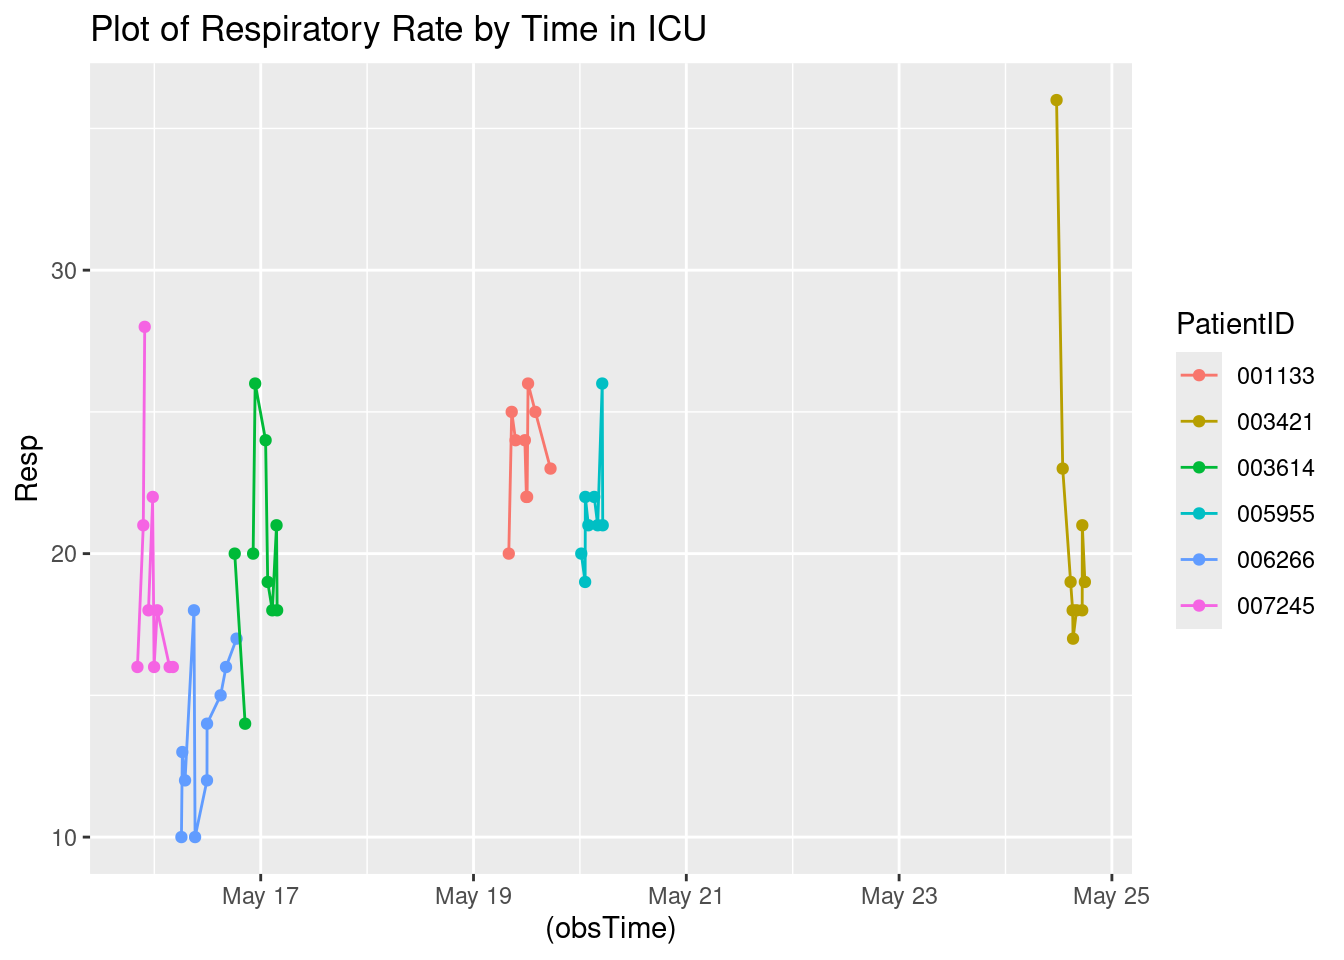 Plot of Respiratory Rate by Time in ICU
Resp
30
20
10
May 17 May 19 May 21 May 23 May 25
(obsTime)
PatientID
001133
003421
003614
005955
006266
007245